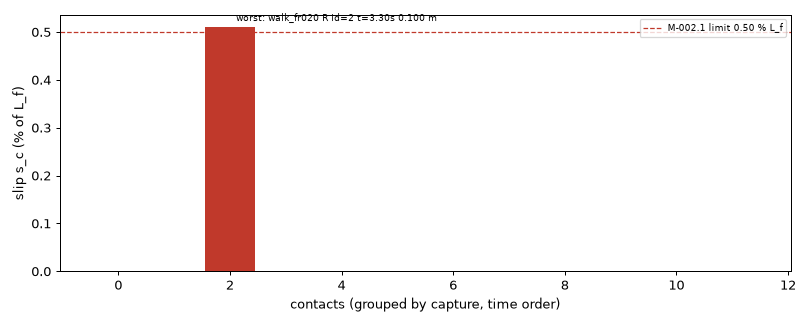 worst: walk_fr020 R id=2 t=3.30s 0.100 m
M-002.1 limit 0.50 % L_f
0.5
0.4
0.3
0.2
0.1
0.0
slip s_c (% of L_f)
0 2 4 6 8 10 12
contacts (grouped by capture, time order)